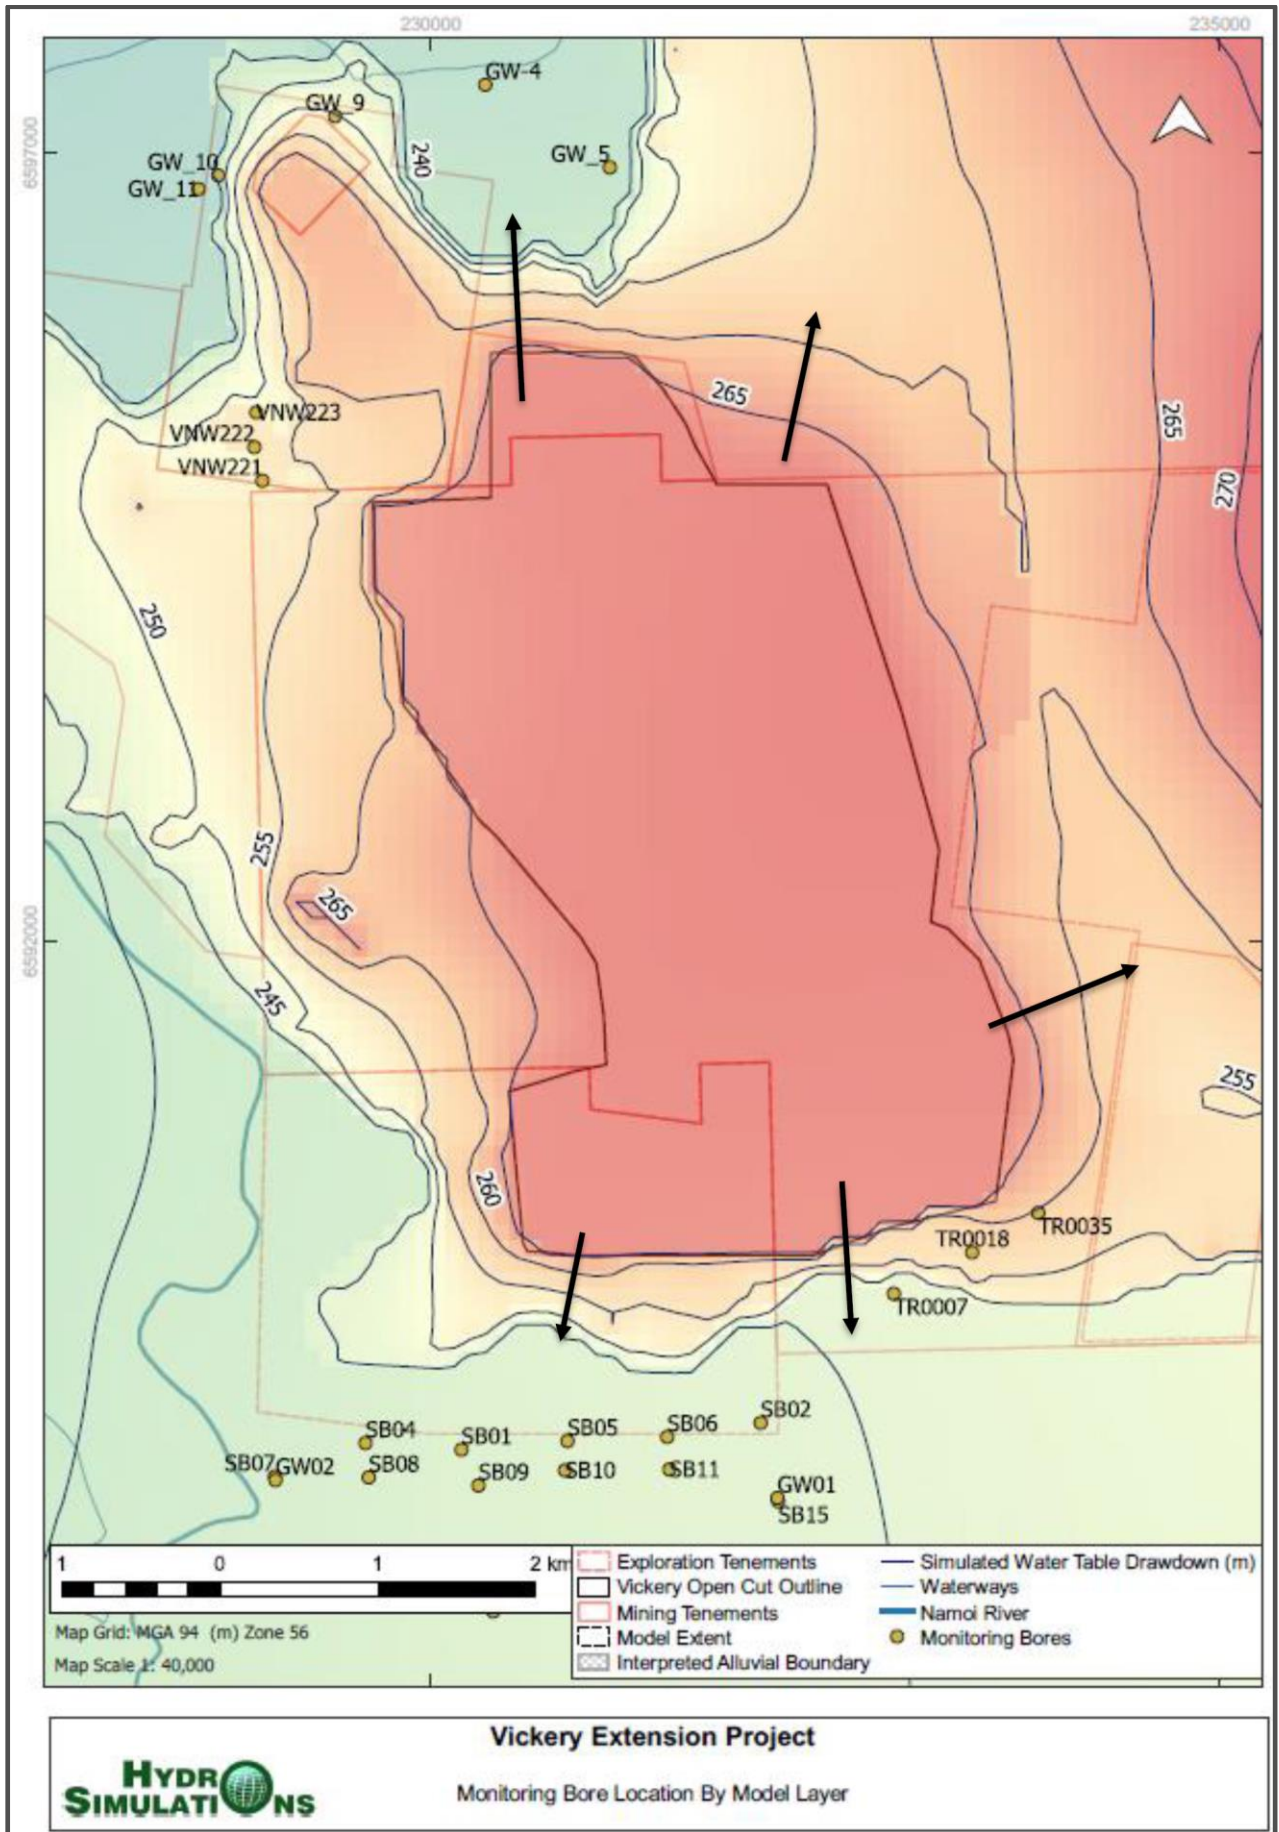 230000
235000
GW-4
GW_9
6597000
240
GW_10
GW_5
GW_11
265
265
VNW223
VNW222
VNW221
270
250
255
265
6592000
245
255
260
TR0035
TR0018
TR0007
SB02
SB04
SB01
SB05
SB06
SB07
GW02
SB08
SB09
SB10
SB11
GW01
SB15
1 0 1 2 km
Map Grid: MGA 94 (m) Zone 56
Map Scale 1: 40,000
Exploration Tenements
Vickery Open Cut Outline
Mining Tenements
Model Extent
Interpreted Alluvial Boundary
Simulated Water Table Drawdown (m)
Waterways
Namoi River
Monitoring Bores
Vickery Extension Project
HYDRO
SIMULATIONS
Monitoring Bore Location By Model Layer